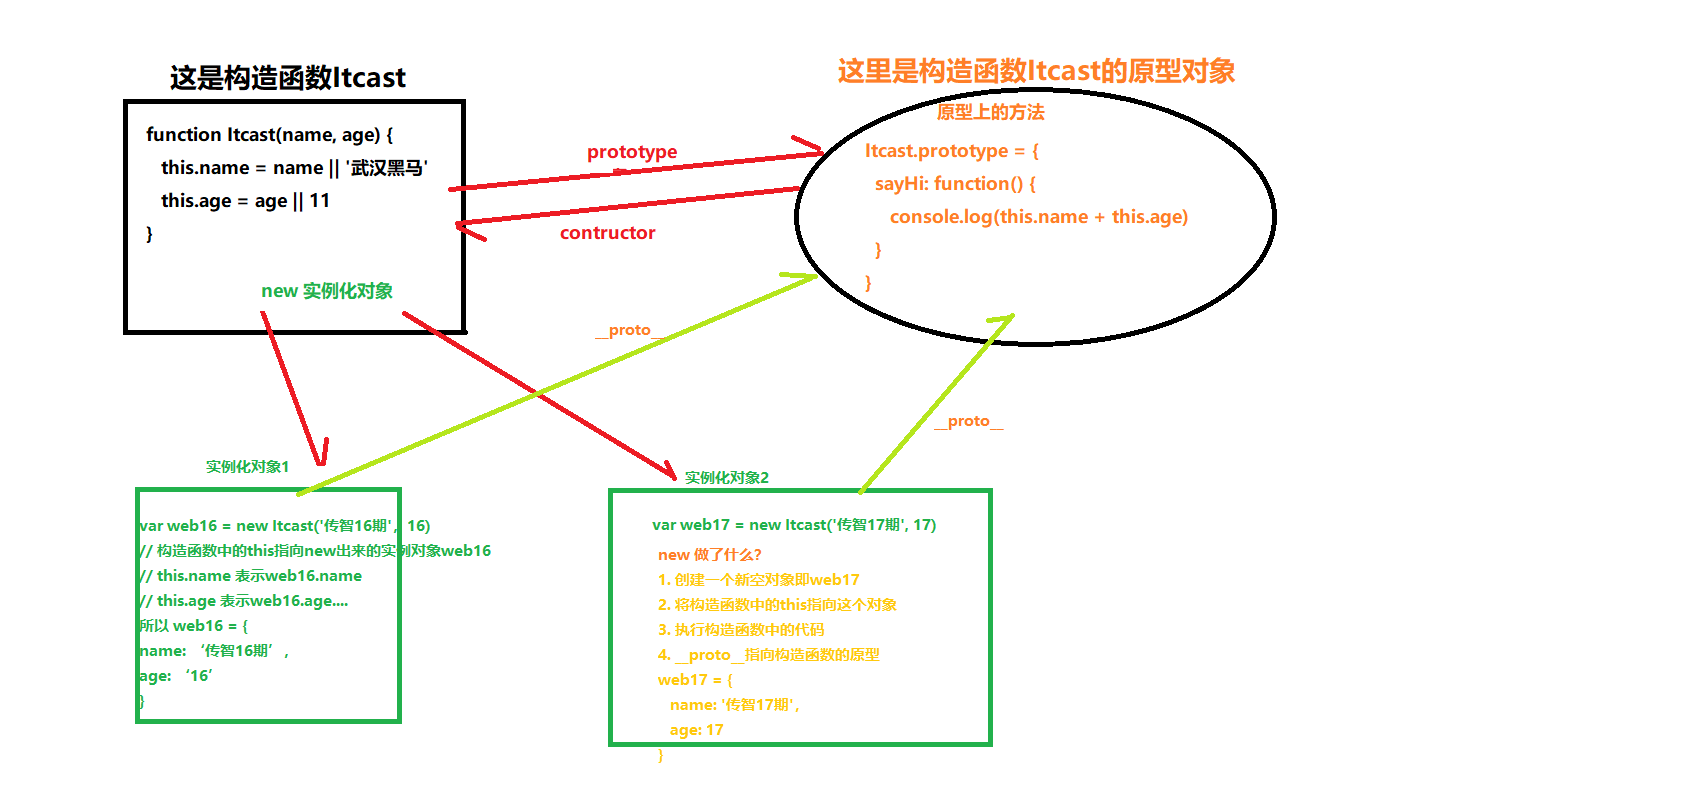 这是构造函数Itcast
function Itcast(name, age) {
this.name = name || '武汉黑马'
this.age = age || 11
}
new 实例化对象
prototype
contructor
这里是构造函数Itcast的原型对象
原型上的方法
Itcast.prototype = {
sayHi: function() {
console.log(this.name + this.age)
}
}
__proto__
__proto__
实例化对象1
var web16 = new Itcast('传智16期', 16)
// 构造函数中的this指向new出来的实列对象web16
// this.name 表示web16.name
// this.age 表示web16.age....
所以 web16 = {
name: ‘传智16期’,
age: ‘16’
}
实例化对象2
var web17 = new Itcast('传智17期', 17)
new 做了什么?
1. 创建一个新空对象即web17
2. 将构造函数中的this指向这个对象
3. 执行构造函数中的代码
4. __proto__指向构造函数的原型
web17 = {
name: '传智17期',
age: 17
}